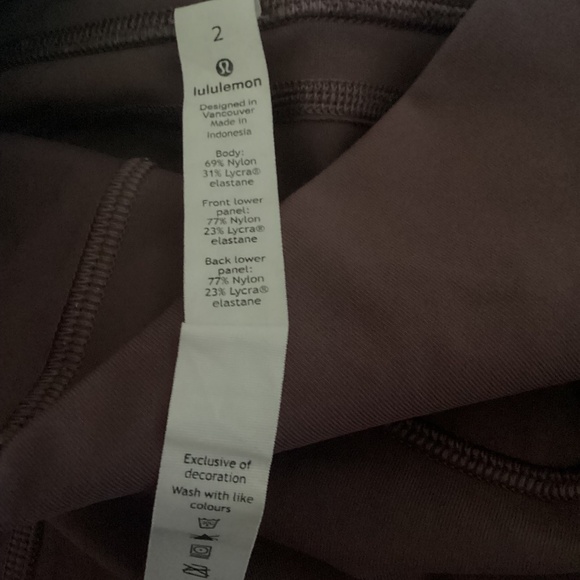 2
lululemon
Designed in
Vancouver
Made in
Indonesia
Body:
69% Nylon
31% Lycra®
elastane
Front lower
panel:
77% Nylon
23% Lycra®
elastane
Back lower
panel:
77% Nylon
23% Lycra®
elastane
Exclusive of
decoration
Wash with like
colours